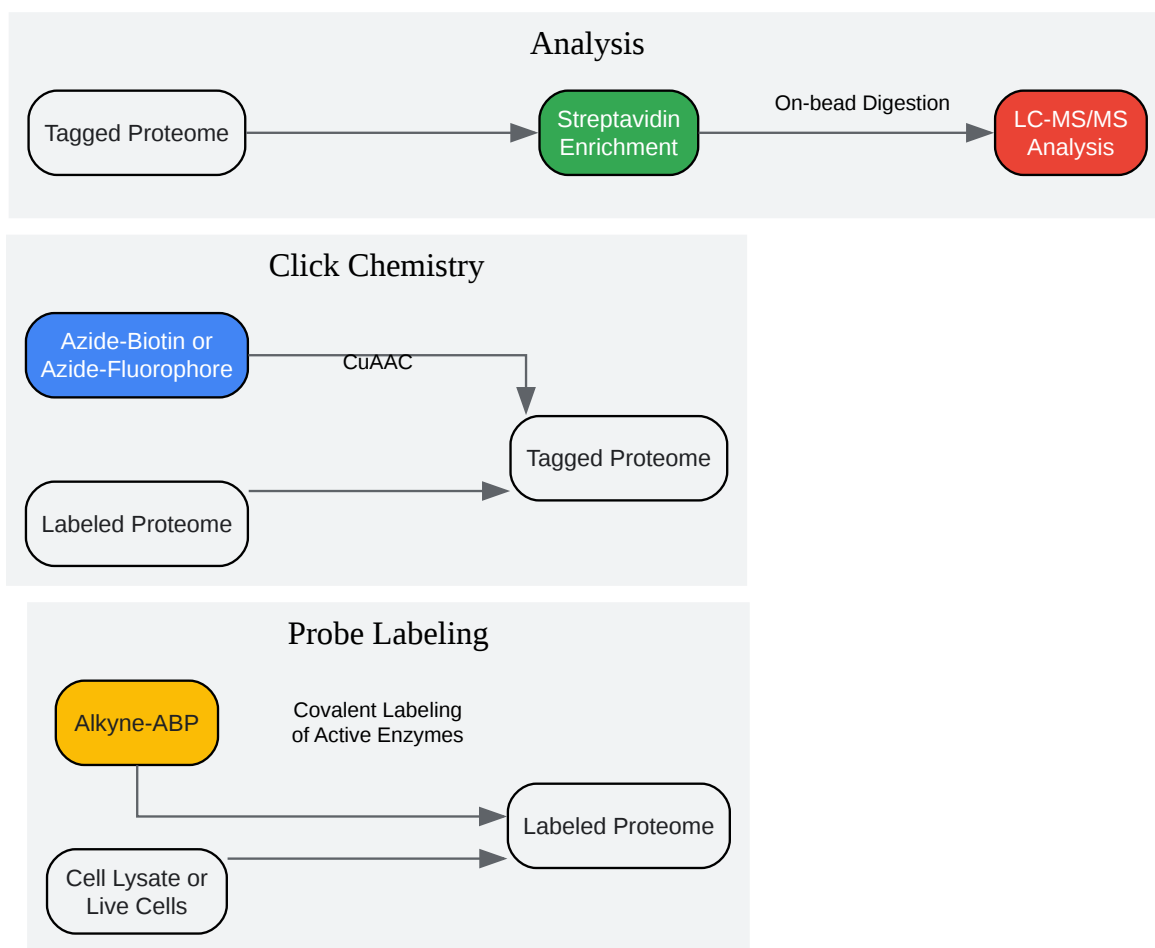 Analysis
Tagged Proteome
Streptavidin
Enrichment
On-bead Digestion
LC-MS/MS
Analysis
Click Chemistry
Azide-Biotin or
Azide-Fluorophore
CuAAC
Tagged Proteome
Labeled Proteome
Probe Labeling
Alkyne-ABP
Covalent Labeling
of Active Enzymes
Labeled Proteome
Cell Lysate or
Live Cells